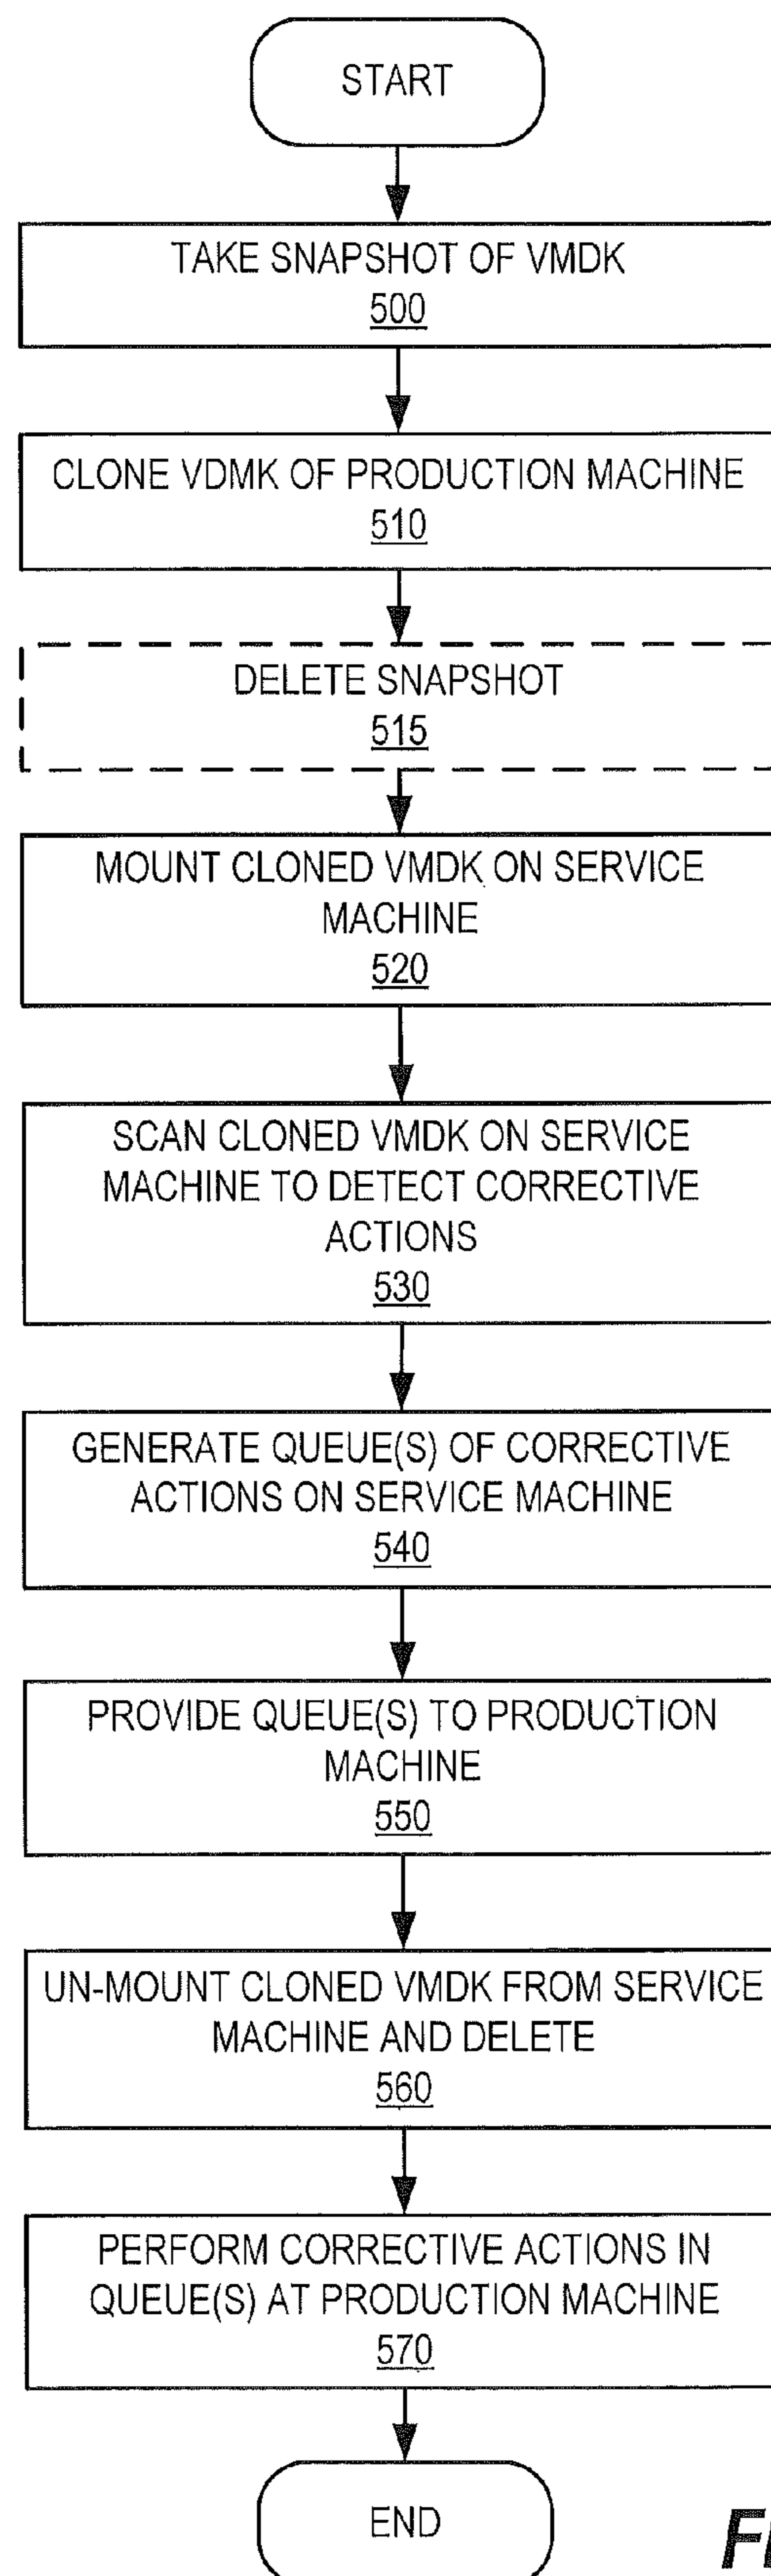 START
TAKE SNAPSHOT OF VMDK
500
CLONE VDMK OF PRODUCTION MACHINE
510
DELETE SNAPSHOT
515
MOUNT CLONED VMDK ON SERVICE
MACHINE
520
SCAN CLONED VMDK ON SERVICE
MACHINE TO DETECT CORRECTIVE
ACTIONS
530
GENERATE QUEUE(S) OF CORRECTIVE
ACTIONS ON SERVICE MACHINE
540
PROVIDE QUEUE(S) TO PRODUCTION
MACHINE
550
UN-MOUNT CLONED VMDK FROM SERVICE
MACHINE AND DELETE
560
PERFORM CORRECTIVE ACTIONS IN
QUEUE(S) AT PRODUCTION MACHINE
570
END